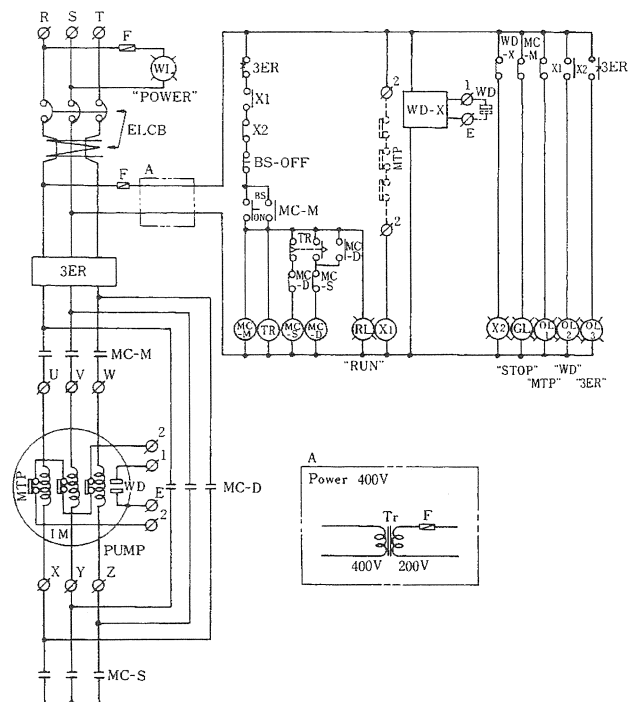 R S T
F
WL
"POWER"
ELCB
F A
3ER
MC-M
U V W
2
1
MTP
WD
E
2
IM
PUMP
MC-D
X Y Z
MC-S
3ER
X1
X2
BS-OFF
BS
ON
MC-M
TR
MC
-D
MC
-D
MC
-S
MC
-M
TR
MC
-S
MC
-D
RL
X1
"RUN"
2
MTP
2
WD-X
1
WD
E
WD
-X
MC
-M
X1
X2
3ER
X2
GL
OL
1
OL
2
OL
3
"STOP" "WD"
"MTP" "3ER"
A
Power 400V
Tr F
400V 200V